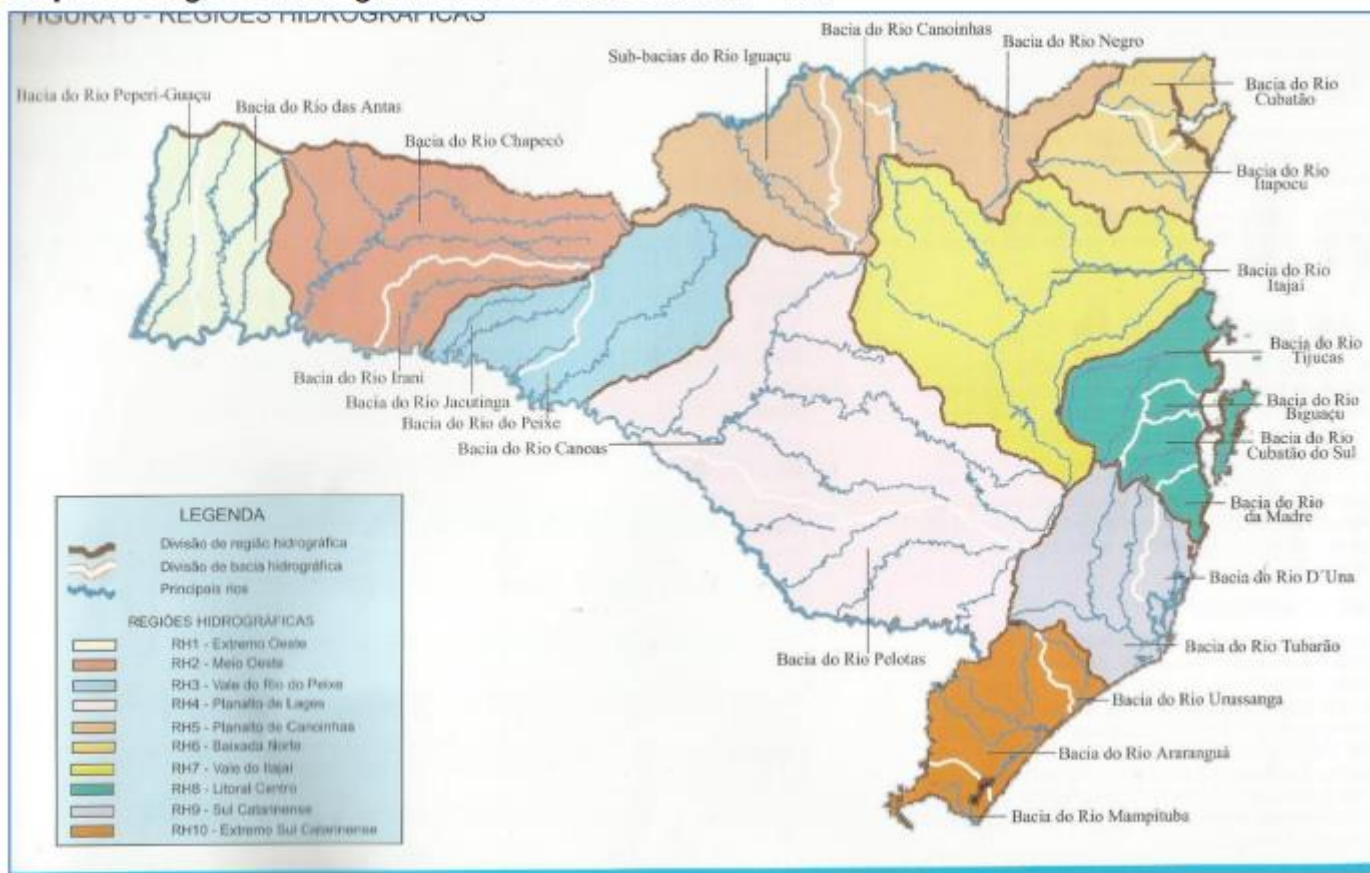 FIGURA 6 - REGIÕES HIDROGRÁFICAS
Bacia do Rio Canoinhas
Sub-bacias do Rio Iguaçu
Bacia do Rio Negro
Bacia do Rio
Cubatão
Bacia do Rio Peperi-Guaçu
Bacia do Rio das Antas
Bacia do Rio Chapecó
Bacia do Rio
Itapocu
Bacia do Rio
Itajaí
Bacia do Rio
Tijucas
Bacia do Rio Irani
Bacia do Rio Jacutinga
Bacia do Rio do Peixe
Bacia do Rio Canoas
Bacia do Rio
Biguaçu
Bacia do Rio
Cubatão do Sul
Bacia do Rio
da Madre
Bacia do Rio D'Una
Bacia do Rio Tubarão
Bacia do Rio Pelotas
Bacia do Rio Urussanga
Bacia do Rio Araranguá
Bacia do Rio Mampituba
LEGENDA
Divisão de região hidrográfica
Divisão de bacia hidrográfica
Principais rios
REGIÕES HIDROGRÁFICAS
RH1 - Extremo Oeste
RH2 - Meio Oeste
RH3 - Vale do Rio do Peixe
RH4 - Planalto de Lages
RH5 - Planalto de Canoinhas
RH6 - Baixada Norte
RH7 - Vale do Itajaí
RH8 - Litoral Centro
RH9 - Sul Catarinense
RH10 - Extremo Sul Catarinense